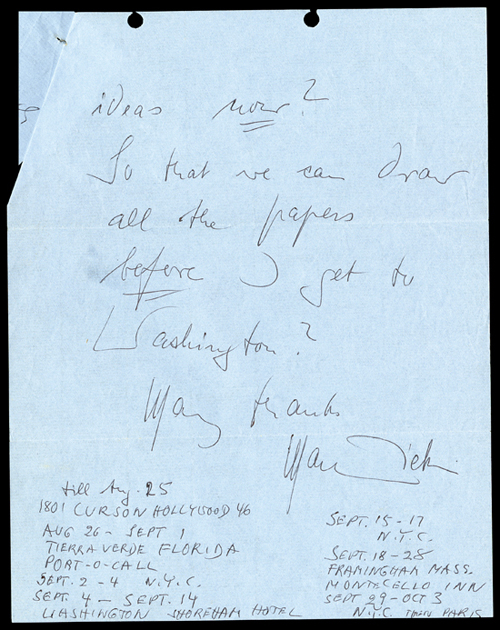 ideas now?
So that we can draw
all the papers
before I get to
Washington?
Many thanks
till Aug. 25
1801 CURSON HOLLYWOOD 46
AUG 26 - SEPT 1
TIERRA VERDE FLORIDA
PORT-O-CALL
SEPT. 2 - 4 N.Y.C.
SEPT. 4 - SEPT. 14
WASHINGTON SHOREHAM HOTEL
SEPT. 15 - 17
N.Y.C.
SEPT. 18 - 28
FRAMINGHAM MASS.
MONTICELLO INN
SEPT 29 - OCT 3
N.Y.C. THEN PARIS